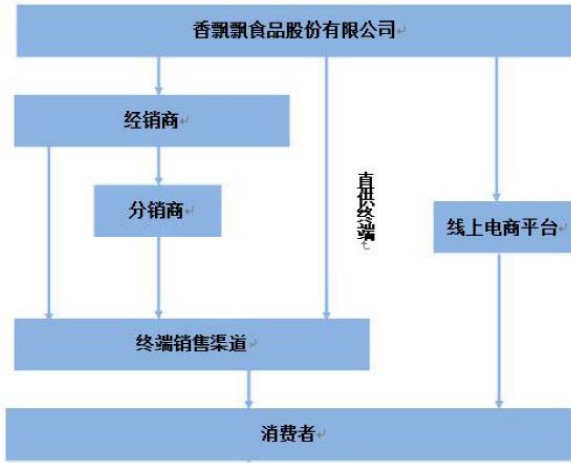 香飘飘食品股份有限公司
经销商
分销商
直供终端
线上电商平台
终端销售渠道
消费者